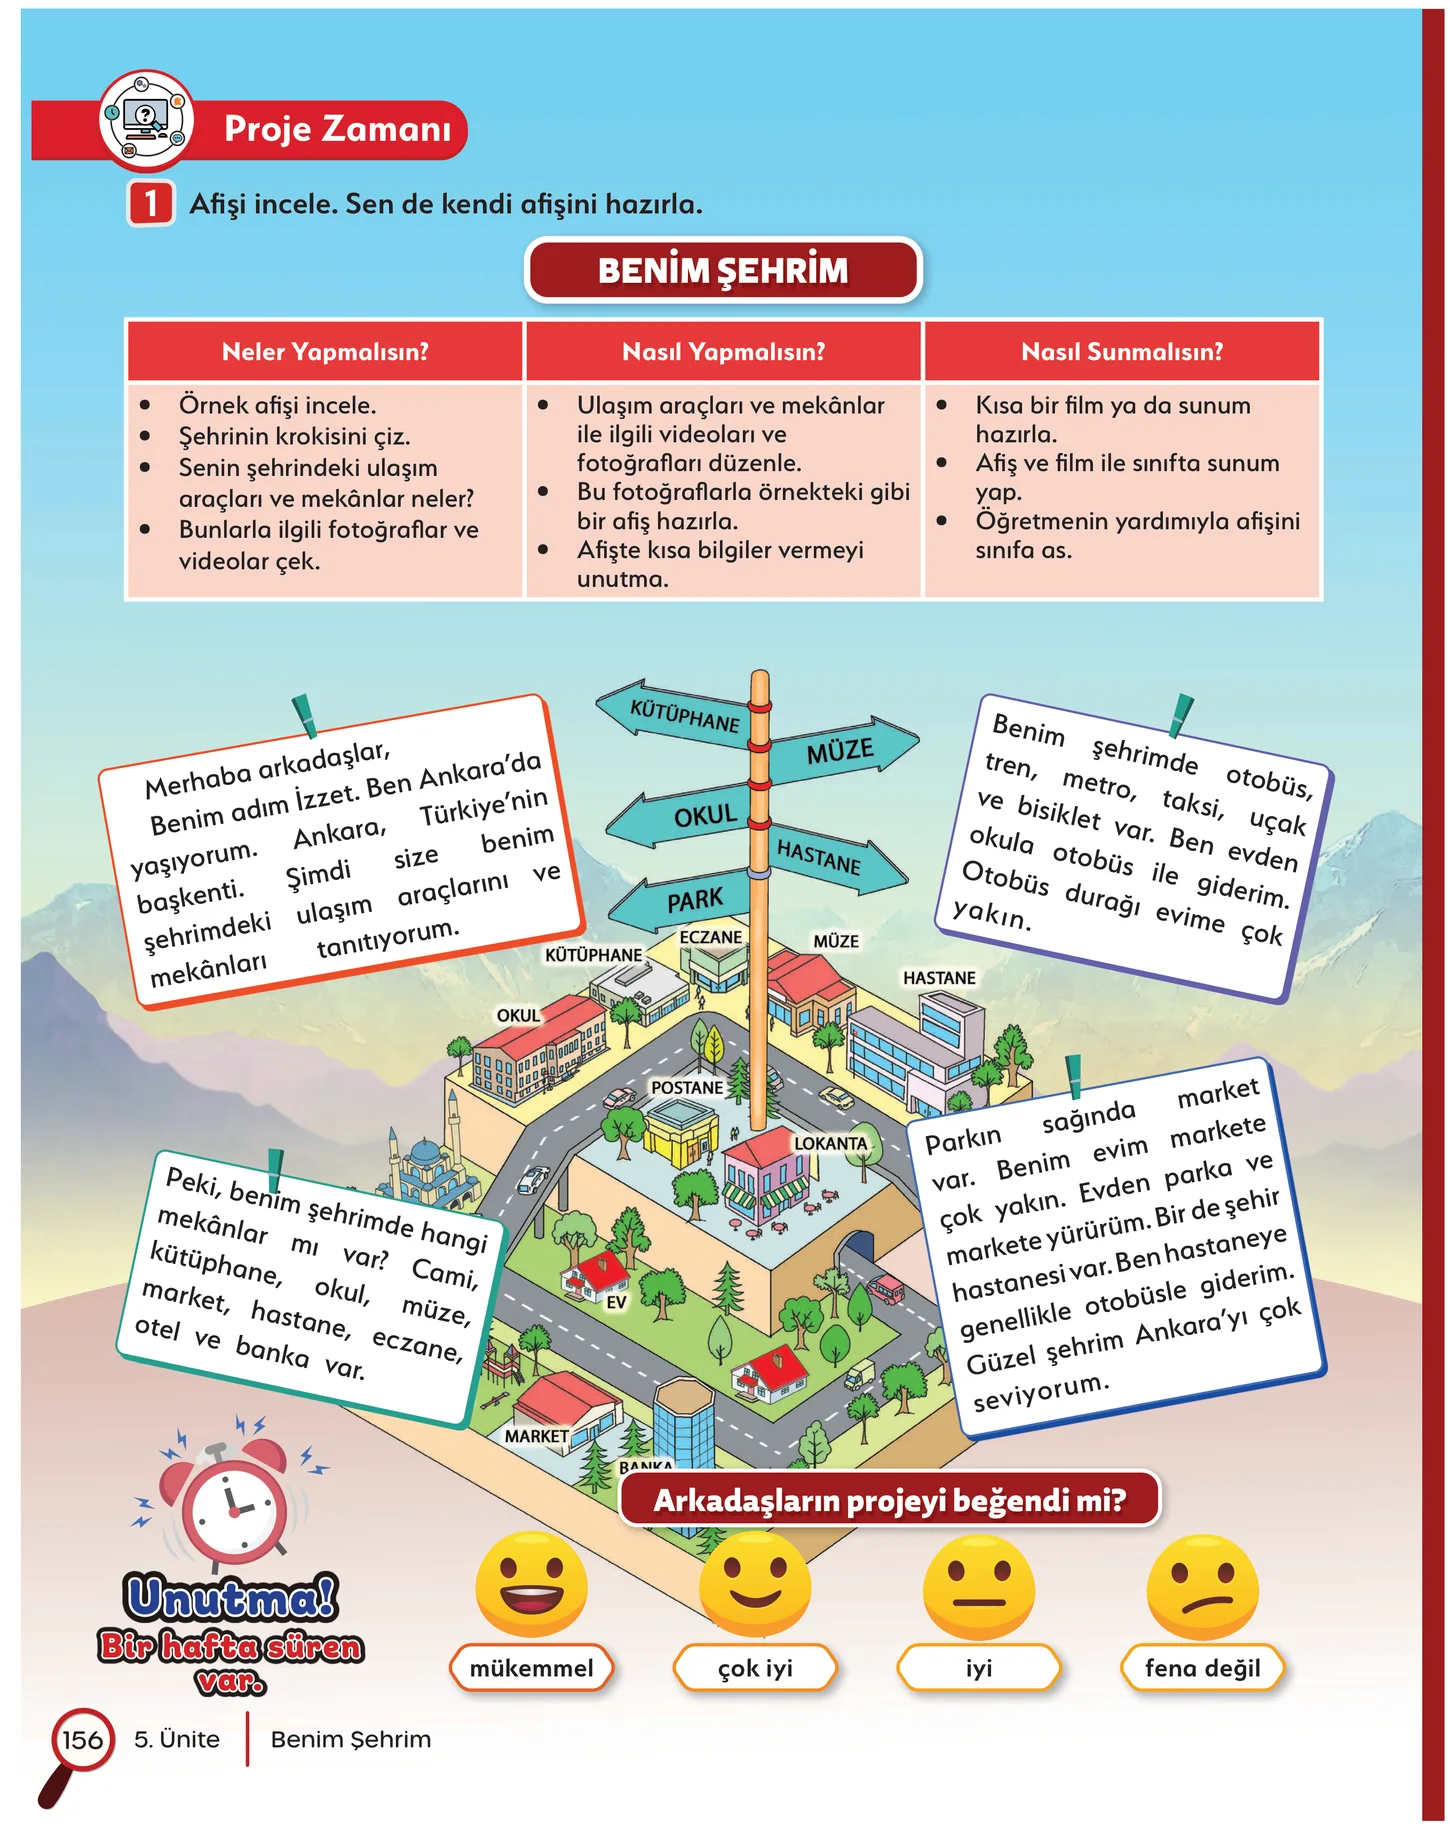 Proje Zamanı
1 Afişi incele. Sen de kendi afişini hazırla.
BENİM ŞEHRİM
Neler Yapmalısın?
• Örnek afişi incele.
• Şehrinin krokisini çiz.
• Senin şehrindeki ulaşım
araçları ve mekânlar neler?
• Bunlarla ilgili fotoğraflar ve
videolar çek.
Nasıl Yapmalısın?
• Ulaşım araçları ve mekânlar
ile ilgili videoları ve
fotoğrafları düzenle.
• Bu fotoğraflarla örnekteki gibi
bir afiş hazırla.
• Afişte kısa bilgiler vermeyi
unutma.
Nasıl Sunmalısın?
• Kısa bir film ya da sunum
hazırla.
• Afiş ve film ile sınıfta sunum
yap.
• Öğretmenin yardımıyla afişini
sınıfa as.
Merhaba arkadaşlar,
Benim adım İzzet. Ben Ankara’da
yaşıyorum. Ankara, Türkiye’nin
başkenti. Şimdi size benim
şehrimdeki ulaşım araçlarını ve
mekânları tanıtıyorum.
KÜTÜPHANE
MÜZE
OKUL
HASTANE
PARK
Benim şehrimde otobüs,
tren, metro, taksi, uçak
ve bisiklet var. Ben evden
okula otobüs ile giderim.
Otobüs durağı evime çok
yakın.
ECZANE
MÜZE
KÜTÜPHANE
HASTANE
OKUL
POSTANE
LOKANTA
EV
MARKET
BANKA
Peki, benim şehrimde hangi
mekânlar mı var? Cami,
kütüphane, okul, müze,
market, hastane, eczane,
otel ve banka var.
Parkın sağında market
var. Benim evim markete
çok yakın. Evden parka ve
markete yürürüm. Bir de şehir
hastanesi var. Ben hastaneye
genellikle otobüsle giderim.
Güzel şehrim Ankara’yı çok
seviyorum.
Unutma!
Bir hafta süren
var.
Arkadaşların projeyi beğendi mi?
mükemmel
çok iyi
iyi
fena değil
156 5. Ünite Benim Şehrim